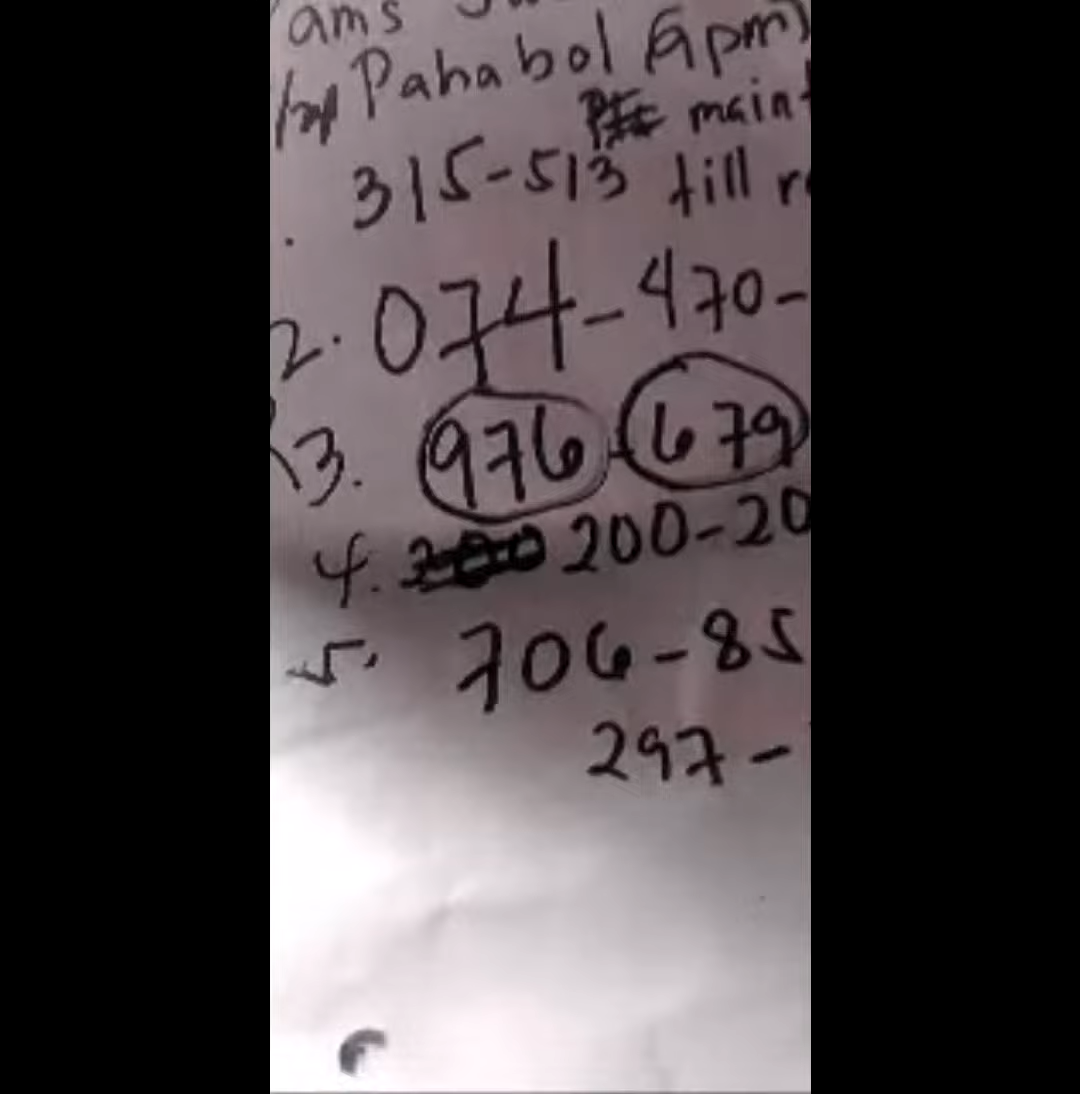 ams
Pahabol (9pm)
main
315-513 till r
2. 074-470-
3. 976-679
4. 200-20
5. 706-85
297-